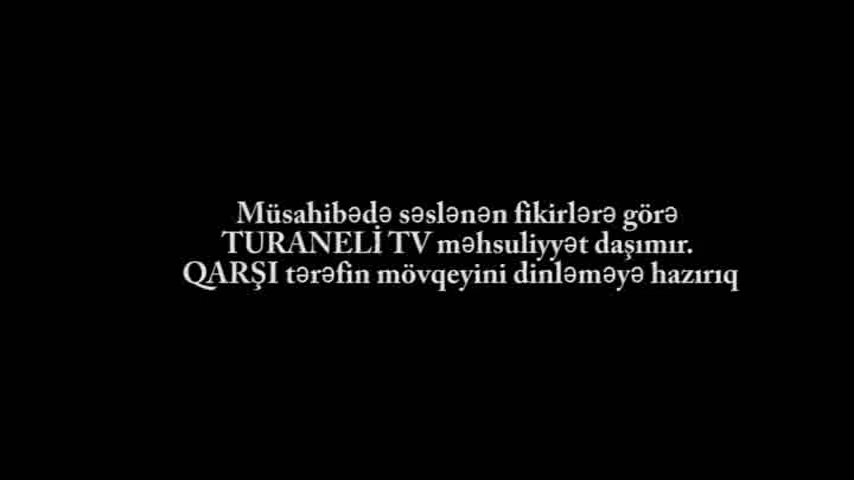 Müsahibədə səslənən fikirlərə görə
TURANELİ TV məhsuliyyət daşımır.
QARŞI tərəfin mövqeyini dinləməyə hazırıq